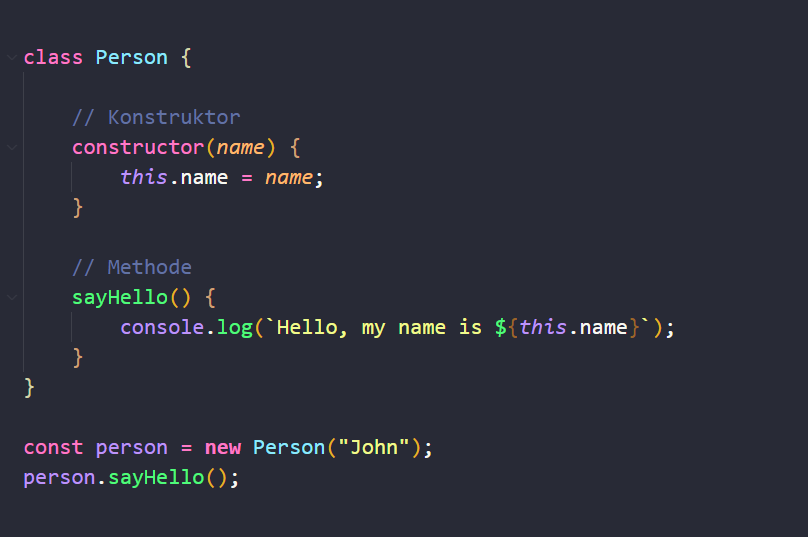 class Person {
    // Konstruktor
    constructor(name) {
        this.name = name;
    }
    // Methode
    sayHello() {
        console.log(`Hello, my name is ${this.name}`);
    }
}
const person = new Person("John");
person.sayHello();